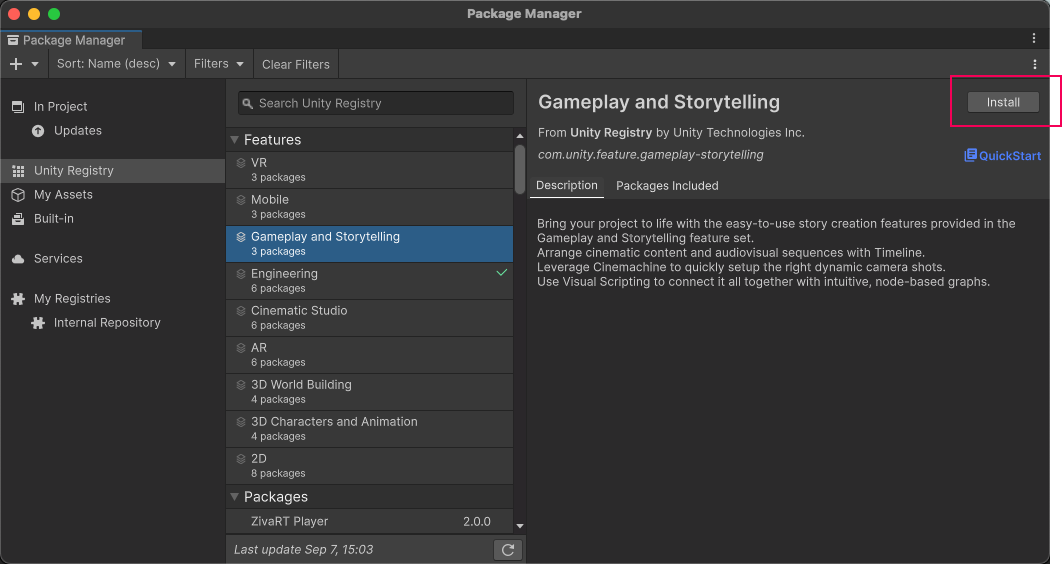 Package Manager
Package Manager
Sort: Name (desc)
Filters
Clear Filters
In Project
Updates
Unity Registry
My Assets
Built-in
Services
My Registries
Internal Repository
Search Unity Registry
Features
VR
3 packages
Mobile
3 packages
Gameplay and Storytelling
3 packages
Engineering
6 packages
Cinematic Studio
6 packages
AR
6 packages
3D World Building
4 packages
3D Characters and Animation
4 packages
2D
8 packages
Packages
ZivaRT Player 2.0.0
Last update Sep 7, 15:03
Gameplay and Storytelling
Install
From Unity Registry by Unity Technologies Inc.
com.unity.feature.gameplay-storytelling
QuickStart
Description
Packages Included
Bring your project to life with the easy-to-use story creation features provided in the
Gameplay and Storytelling feature set.
Arrange cinematic content and audiovisual sequences with Timeline.
Leverage Cinemachine to quickly setup the right dynamic camera shots.
Use Visual Scripting to connect it all together with intuitive, node-based graphs.